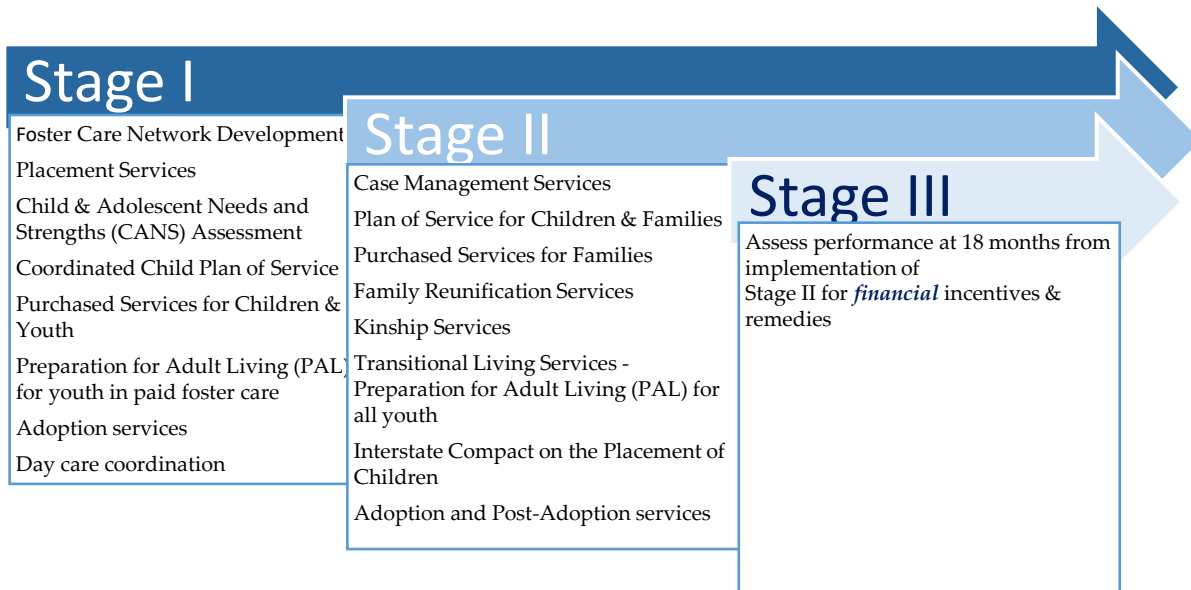 Stage I
Foster Care Network Development
Placement Services
Child & Adolescent Needs and
Strengths (CANS) Assessment
Coordinated Child Plan of Service
Purchased Services for Children &
Youth
Preparation for Adult Living (PAL)
for youth in paid foster care
Adoption services
Day care coordination
Stage II
Case Management Services
Plan of Service for Children & Families
Purchased Services for Families
Family Reunification Services
Kinship Services
Transitional Living Services -
Preparation for Adult Living (PAL) for
all youth
Interstate Compact on the Placement of
Children
Adoption and Post-Adoption services
Stage III
Assess performance at 18 months from
implementation of
Stage II for financial incentives &
remedies